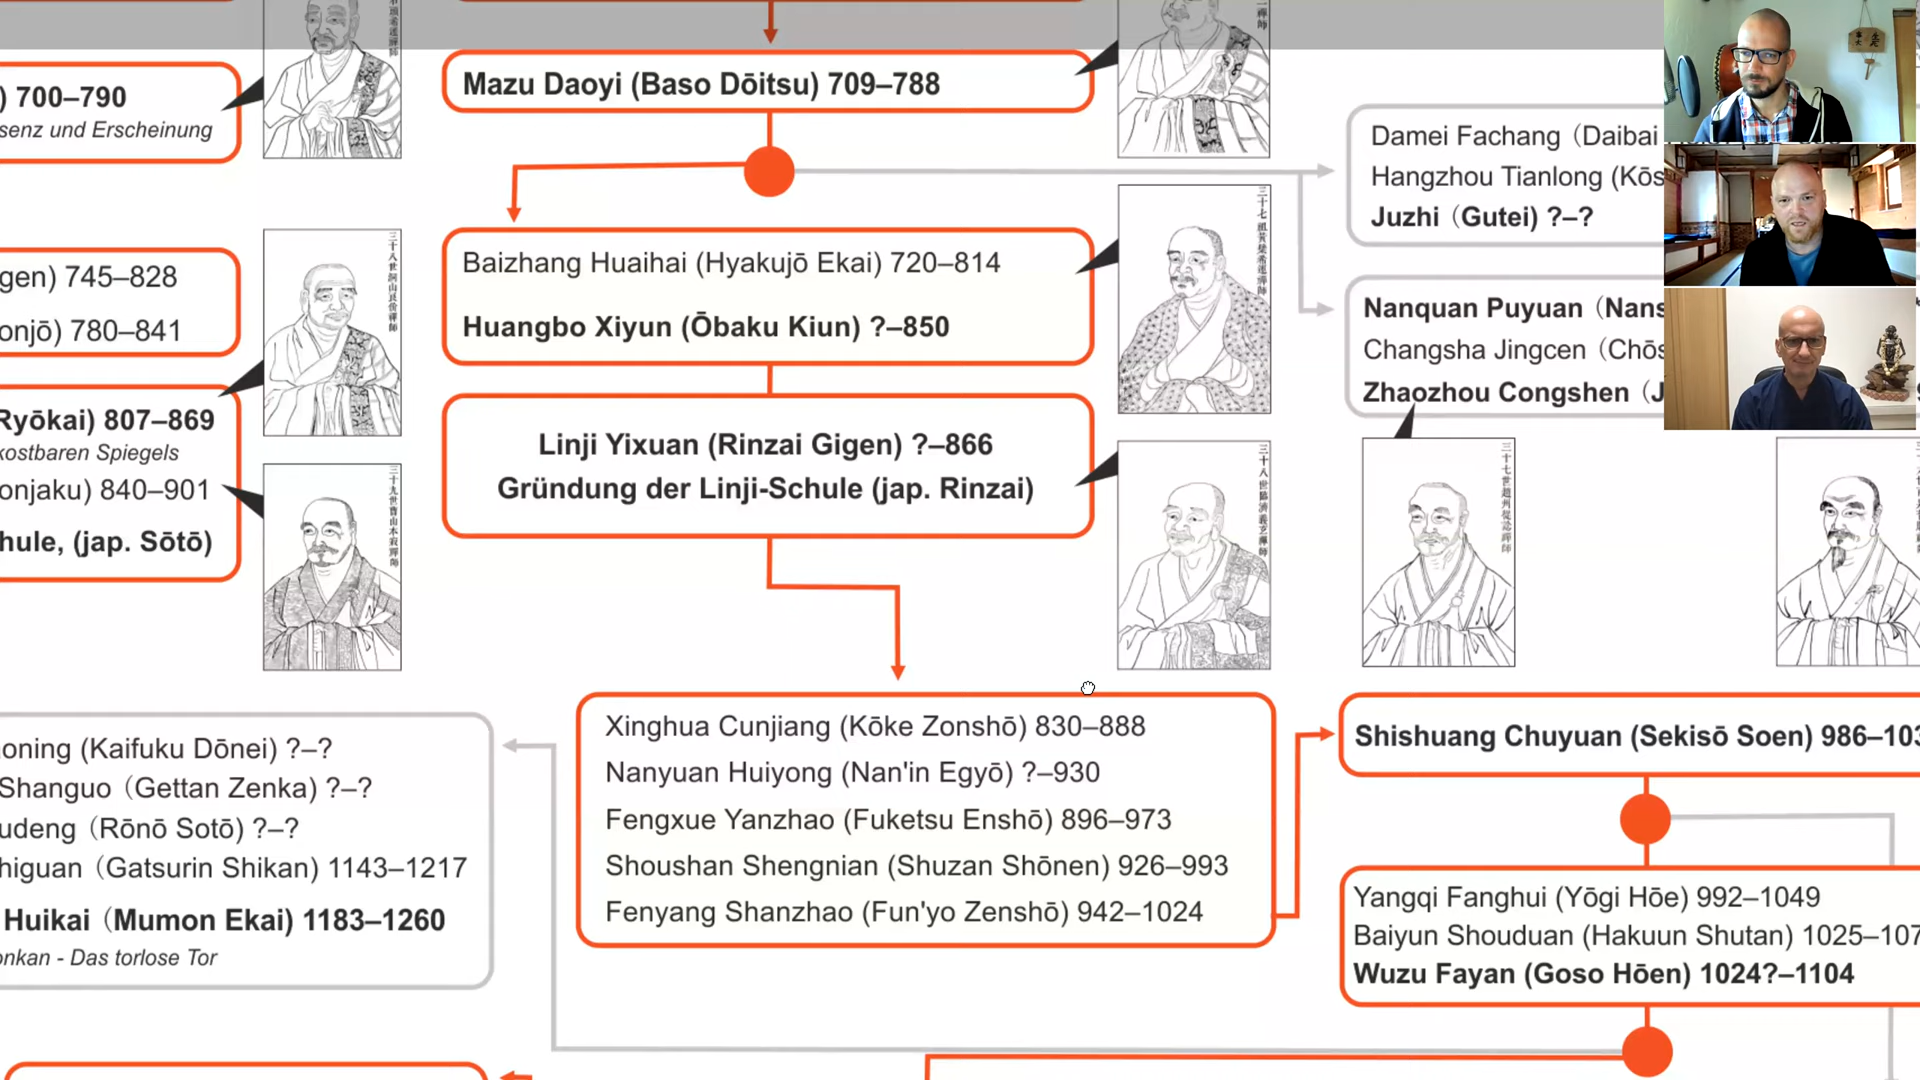 ) 700–790
senz und Erscheinung
gen) 745–828
onjō) 780–841
Ryōkai) 807–869
kostbaren Spiegels
onjaku) 840–901
hule, (jap. Sōtō)
Mazu Daoyi (Baso Dōitsu) 709–788
Baizhang Huaihai (Hyakujō Ekai) 720–814
Huangbo Xiyun (Ōbaku Kiun) ?–850
Linji Yixuan (Rinzai Gigen) ?–866
Gründung der Linji-Schule (jap. Rinzai)
Damei Fachang (Daibai
Hangzhou Tianlong (Kōs
Juzhi (Gutei) ?–?
Nanquan Puyuan (Nans
Changsha Jingcen (Chōs
Zhaozhou Congshen (J
oning (Kaifuku Dōnei) ?–?
Shanguo (Gettan Zenka) ?–?
udeng (Rōnō Sotō) ?–?
higuan (Gatsurin Shikan) 1143–1217
Huikai (Mumon Ekai) 1183–1260
onkan - Das torlose Tor
Xinghua Cunjiang (Kōke Zonshō) 830–888
Nanyuan Huiyong (Nan'in Egyō) ?–930
Fengxue Yanzhao (Fuketsu Enshō) 896–973
Shoushan Shengnian (Shuzan Shōnen) 926–993
Fenyang Shanzhao (Fun'yo Zenshō) 942–1024
Shishuang Chuyuan (Sekisō Soen) 986–103
Yangqi Fanghui (Yōgi Hōe) 992–1049
Baiyun Shouduan (Hakuun Shutan) 1025–107
Wuzu Fayan (Goso Hōen) 1024?–1104